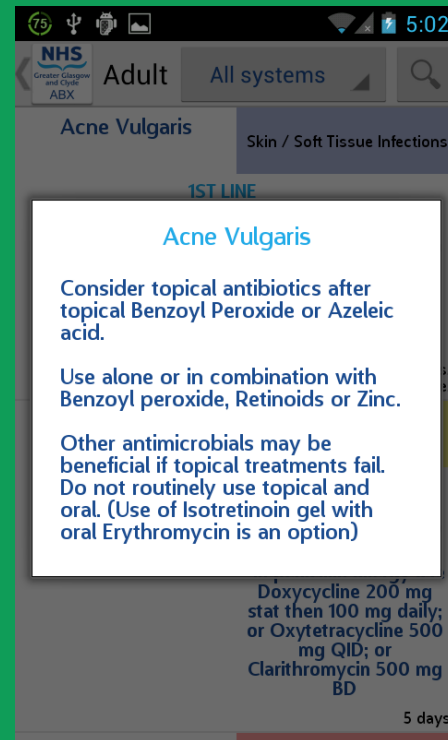 75
5:02
NHS
Greater Glasgow
and Clyde
ABX
Adult
All systems
Acne Vulgaris
Skin / Soft Tissue Infections
1ST LINE
Acne Vulgaris
Consider topical antibiotics after
topical Benzoyl Peroxide or Azeleic
acid.
Use alone or in combination with
Benzoyl peroxide, Retinoids or Zinc.
Other antimicrobials may be
beneficial if topical treatments fail.
Do not routinely use topical and
oral. (Use of Isotretinoin gel with
oral Erythromycin is an option)
Doxycycline 200 mg
stat then 100 mg daily;
or Oxytetracycline 500
mg QID; or
Clarithromycin 500 mg
BD
5 days